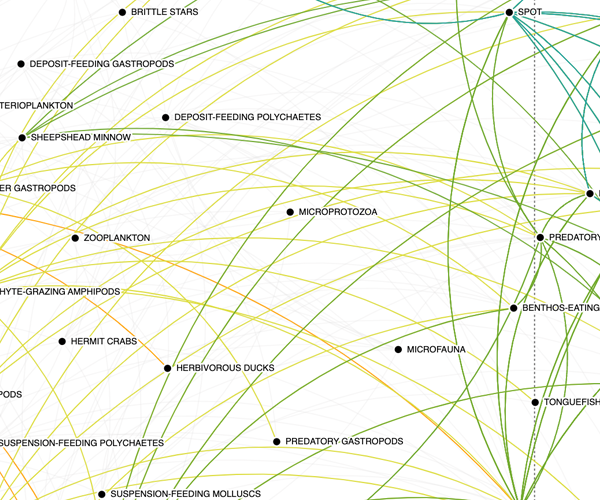 BRITTLE STARS
SPOT
DEPOSIT-FEEDING GASTROPODS
TERIOPLANKTON
DEPOSIT-FEEDING POLYCHAETES
SHEEPSHEAD MINNOW
ER GASTROPODS
MICROPROTOZOA
ZOOPLANKTON
PREDATORY
HYTE-GRAZING AMPHIPODS
BENTHOS-EATING
HERMIT CRABS
MICROFAUNA
HERBIVOROUS DUCKS
PODS
TONGUEFISH
SUSPENSION-FEEDING POLYCHAETES
PREDATORY GASTROPODS
SUSPENSION-FEEDING MOLLUSCS